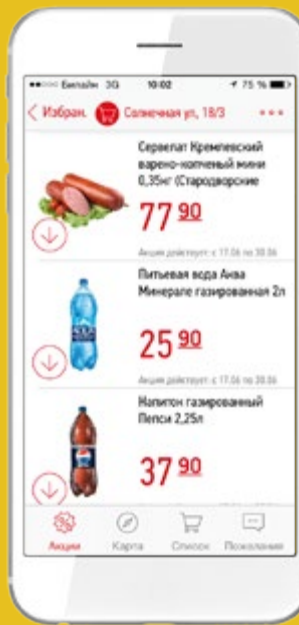 Билайн 3G 10:02 75 %
Избран. Солнечная ул, 18/3
Сервелат Кремлевский
варено-копченый мини
0,35кг (Стародворские
77 90
Акция действует: с 17.06 по 30.06
Питьевая вода Аква
Минерале газированная 2л
25 90
Акция действует: с 17.06 по 30.06
Напиток газированный
Пепси 2,25л
37 90
Акции Карта Список Пожелания